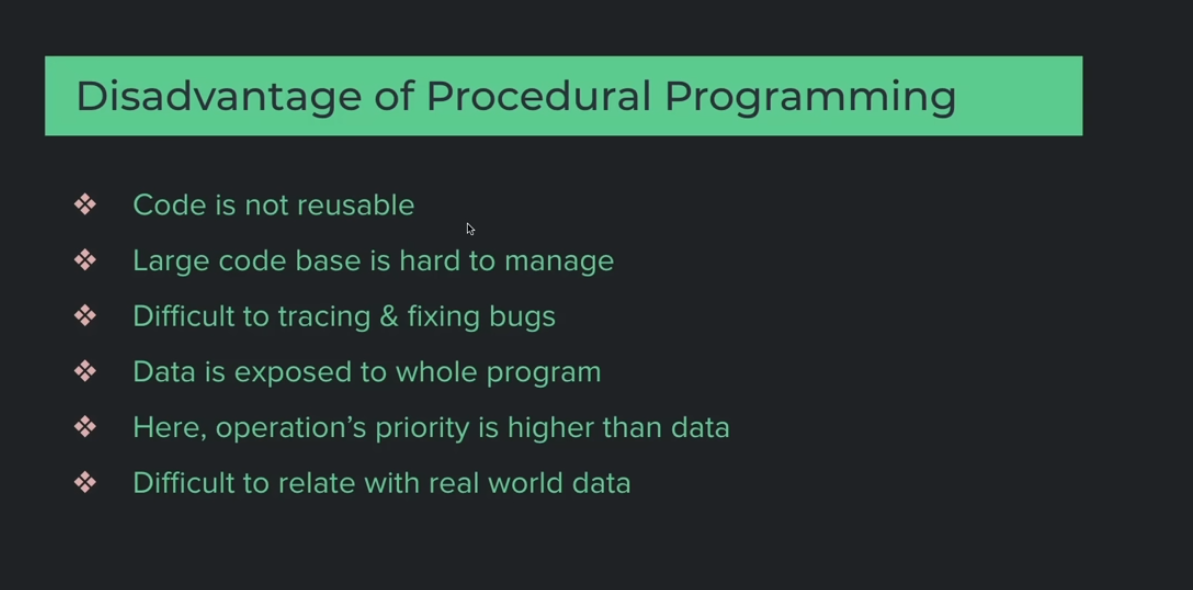 Disadvantage of Procedural Programming
Code is not reusable
Large code base is hard to manage
Difficult to tracing & fixing bugs
Data is exposed to whole program
Here, operation’s priority is higher than data
Difficult to relate with real world data